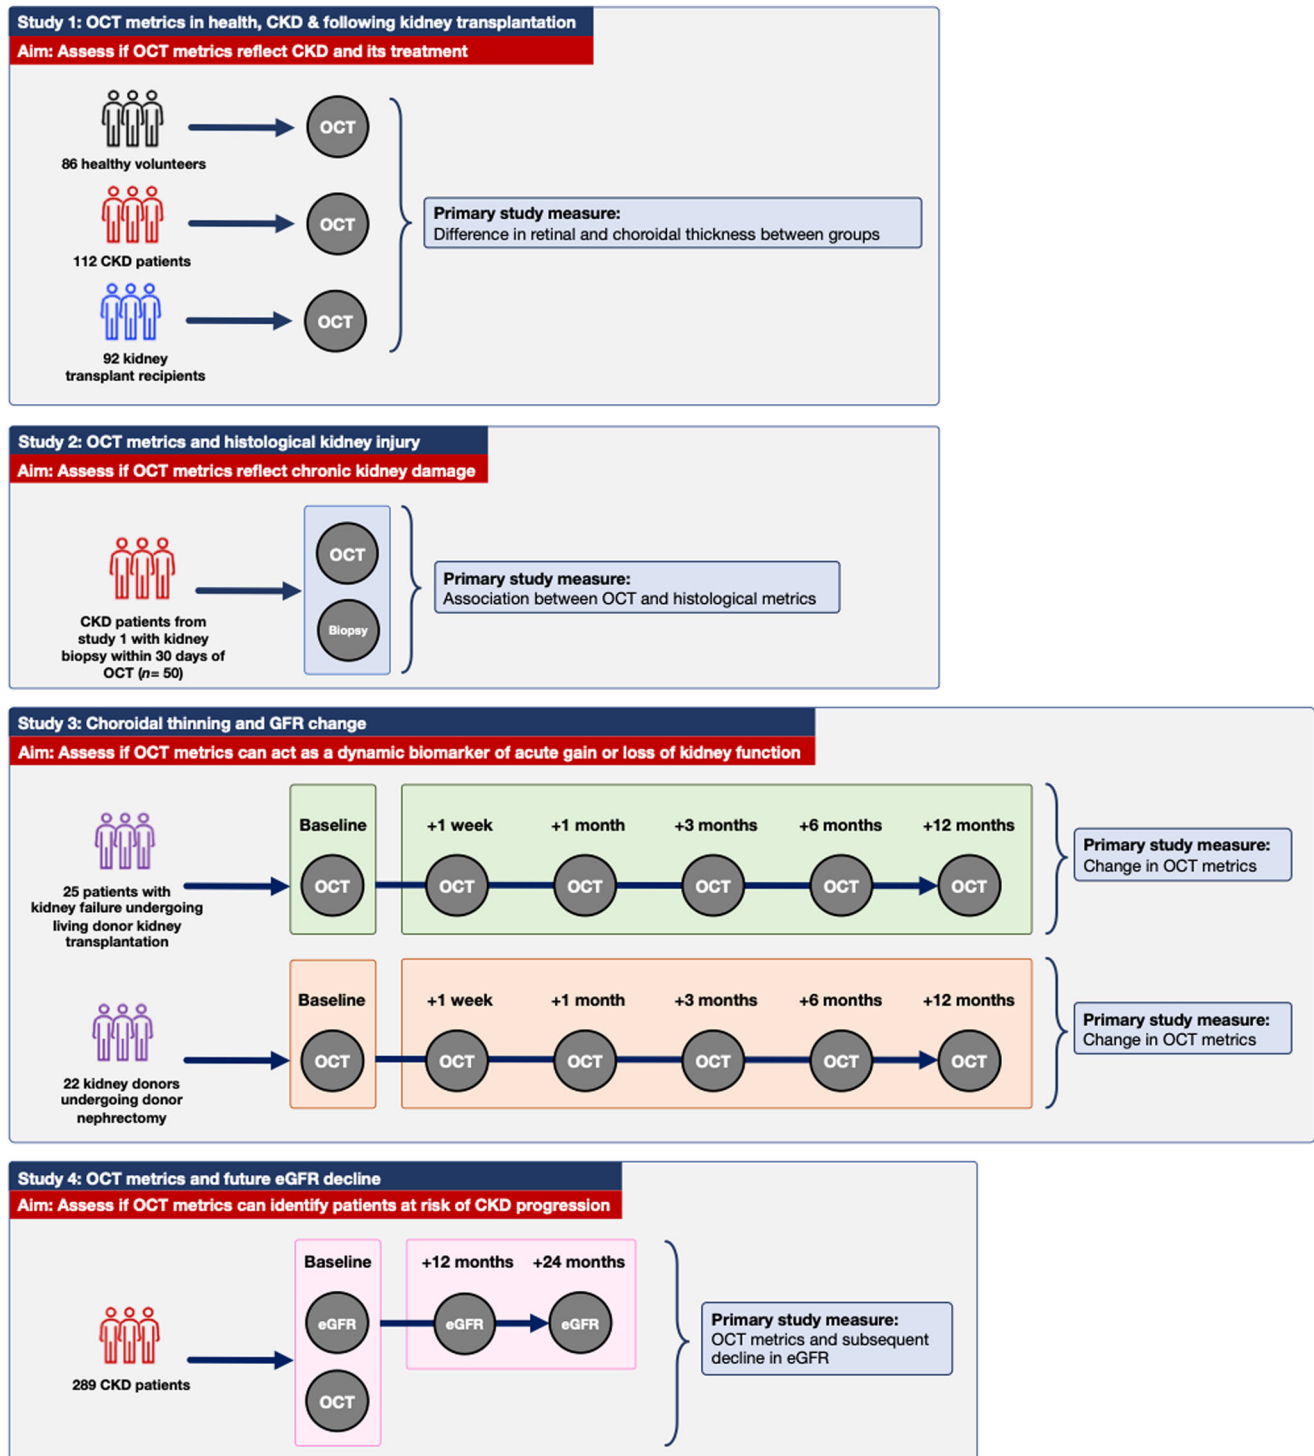 Study 1: OCT metrics in health, CKD & following kidney transplantation
Aim: Assess if OCT metrics reflect CKD and its treatment
OCT
86 healthy volunteers
OCT
112 CKD patients
Primary study measure:
Difference in retinal and choroidal thickness between groups
OCT
92 kidney
transplant recipients
Study 2: OCT metrics and histological kidney injury
Aim: Assess if OCT metrics reflect chronic kidney damage
OCT
Biopsy
CKD patients from
study 1 with kidney
biopsy within 30 days of
OCT (n= 50)
Primary study measure:
Association between OCT and histological metrics
Study 3: Choroidal thinning and GFR change
Aim: Assess if OCT metrics can act as a dynamic biomarker of acute gain or loss of kidney function
Baseline +1 week +1 month +3 months +6 months +12 months
OCT OCT OCT OCT OCT OCT
25 patients with
kidney failure undergoing
living donor kidney
transplantation
Primary study measure:
Change in OCT metrics
Baseline +1 week +1 month +3 months +6 months +12 months
OCT OCT OCT OCT OCT OCT
22 kidney donors
undergoing donor
nephrectomy
Primary study measure:
Change in OCT metrics
Study 4: OCT metrics and future eGFR decline
Aim: Assess if OCT metrics can identify patients at risk of CKD progression
Baseline +12 months +24 months
eGFR eGFR eGFR
OCT
289 CKD patients
Primary study measure:
OCT metrics and subsequent
decline in eGFR